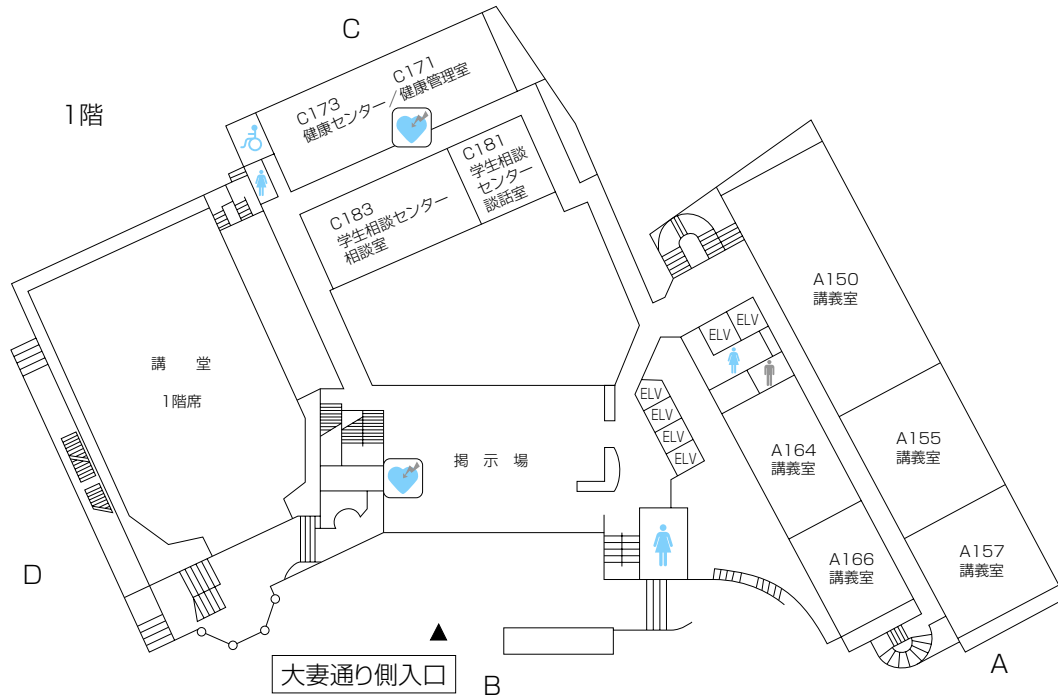 C
1階
C171
C173
健康センター/健康管理室
C181
学生相談
センター
談話室
C183
学生相談センター
相談室
A150
講義室
ELV
ELV
講 堂
1階席
ELV
ELV
ELV
ELV
掲 示 場
A164
講義室
A155
講義室
A166
講義室
A157
講義室
D
大妻通り側入口
B
A